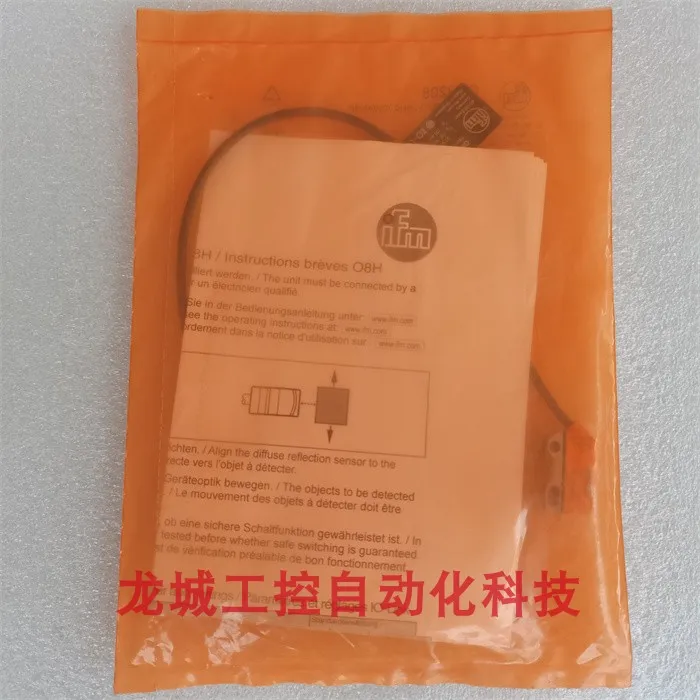 ifm
8H / Instructions brèves O8H
fliert werden. / The unit must be connected by a
r un électricien qualifié.
Sie in der Bedienungsanleitung unter www.ifm.com
see the operating instructions at www.ifm.com
ordement dans la notice d'utilisation sur www.ifm.com
ichten. / Align the diffuse reflection sensor to the
recte vers l'objet à détecter.
Geräteoptik bewegen. / The objects to be detected
/ Le mouvement des objets à détecter doit être
ob eine sichere Schaltfunktion gewährleistet ist. / In
tested before whether safe switching is guaranteed
t de vérification préalable de bon fonctionnement
龙城工控自动化科技